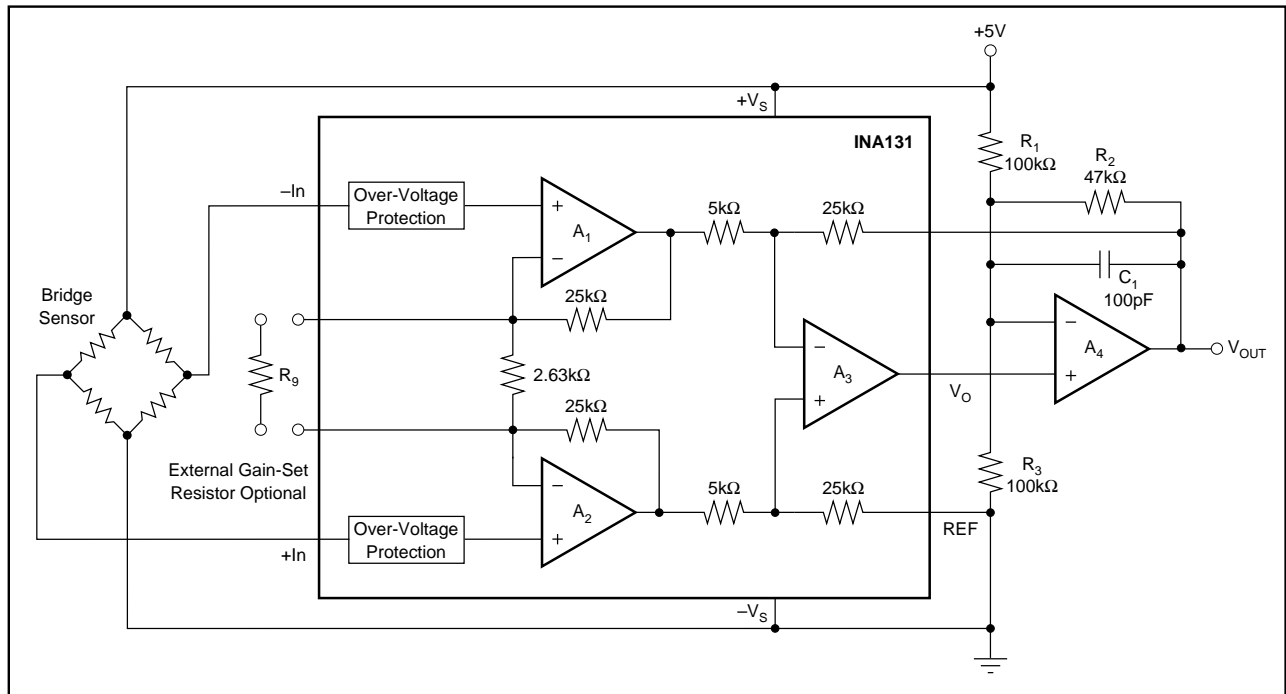 +5V
+V_S
INA131
R_1
100kΩ
R_2
47kΩ
–In
Over-Voltage
Protection
+
A_1
–
5kΩ
25kΩ
C_1
100pF
Bridge
Sensor
25kΩ
R_9
2.63kΩ
–
A_3
+
–
A_4
+
V_OUT
V_O
25kΩ
External Gain-Set
Resistor Optional
–
A_2
+
5kΩ
25kΩ
R_3
100kΩ
REF
+In
Over-Voltage
Protection
–V_S